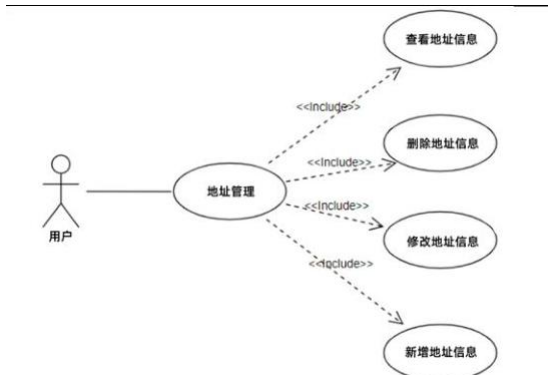 查看地址信息
<<Include>>
删除地址信息
<<Include>>
地址管理
<<Include>>
用户
修改地址信息
<<Include>>
新增地址信息